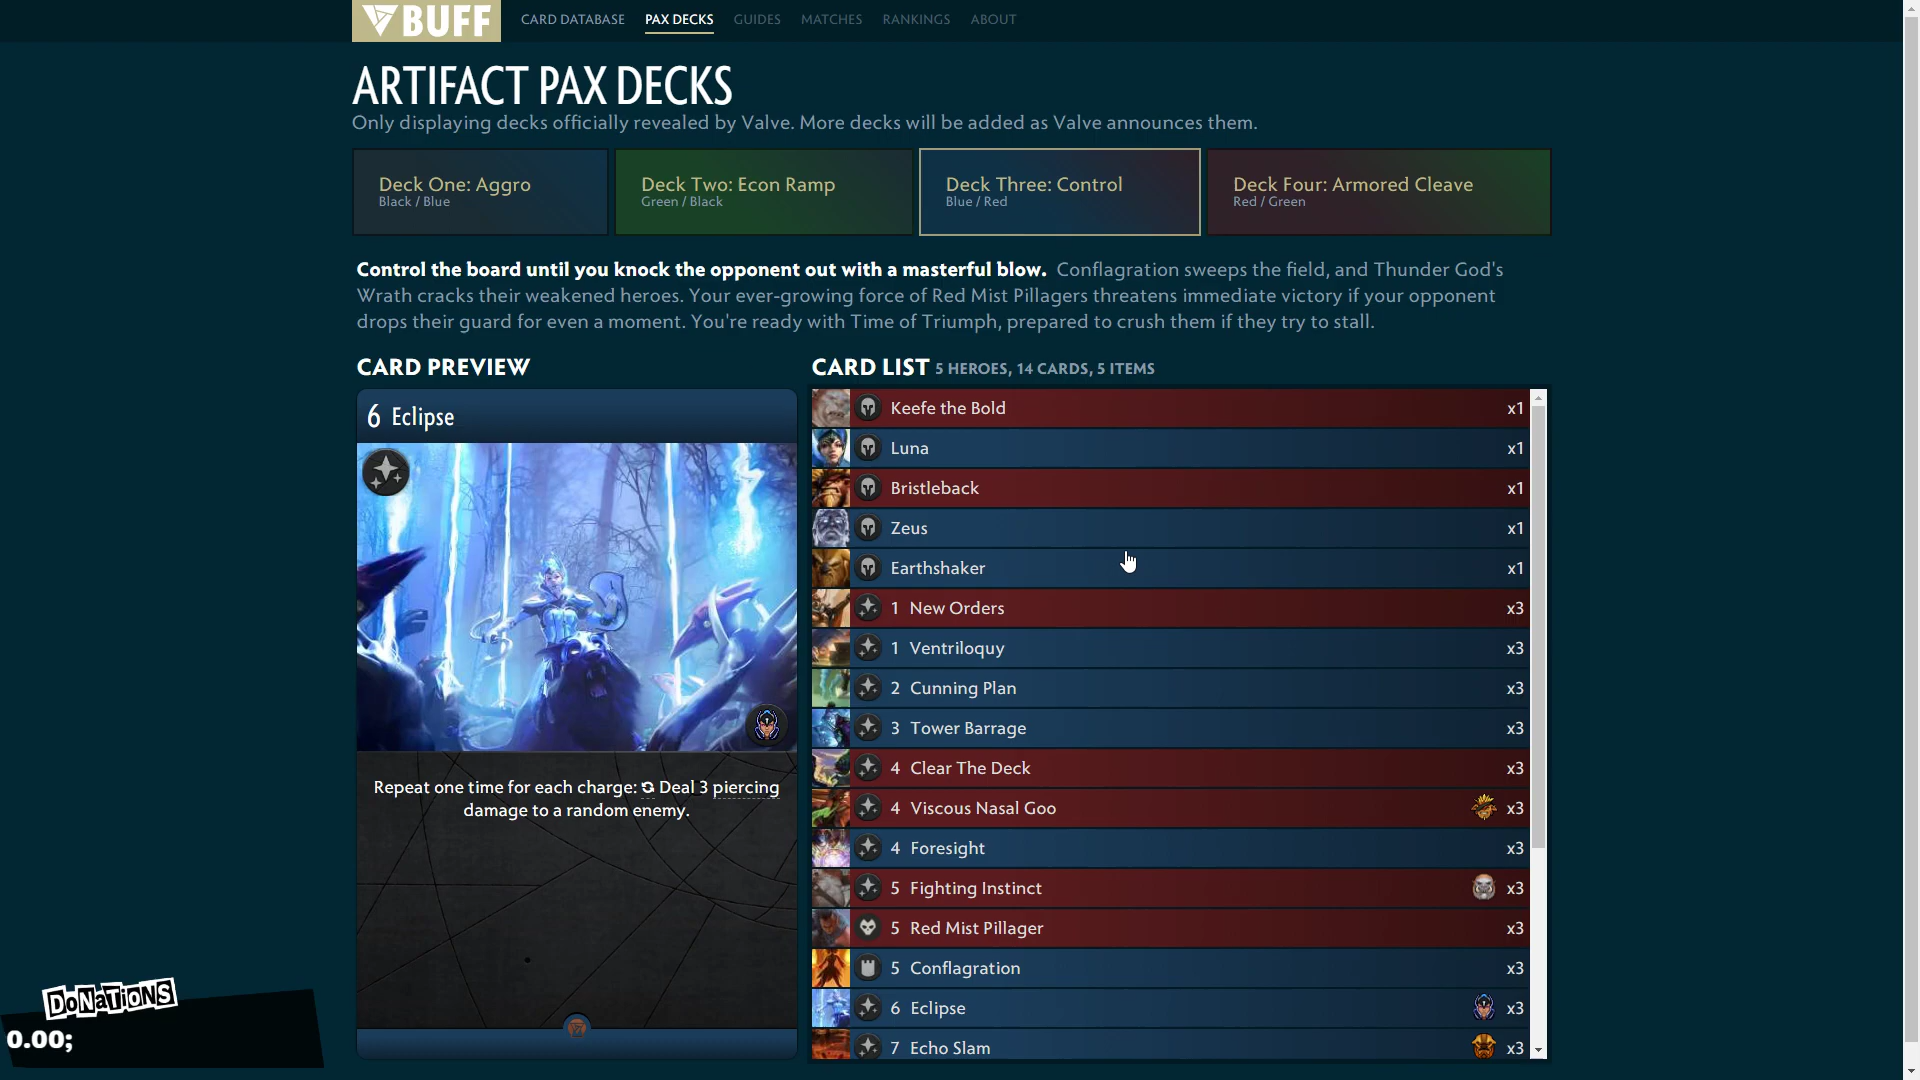 BUFF
CARD DATABASE
PAX DECKS
GUIDES
MATCHES
RANKINGS
ABOUT
ARTIFACT PAX DECKS
Only displaying decks officially revealed by Valve. More decks will be added as Valve announces them.
Deck One: Aggro
Black / Blue
Deck Two: Econ Ramp
Green / Black
Deck Three: Control
Blue / Red
Deck Four: Armored Cleave
Red / Green
Control the board until you knock the opponent out with a masterful blow. Conflagration sweeps the field, and Thunder God's
Wrath cracks their weakened heroes. Your ever-growing force of Red Mist Pillagers threatens immediate victory if your opponent
drops their guard for even a moment. You're ready with Time of Triumph, prepared to crush them if they try to stall.
CARD PREVIEW
6 Eclipse
Repeat one time for each charge: Deal 3 piercing
damage to a random enemy.
CARD LIST 5 HEROES, 14 CARDS, 5 ITEMS
Keefe the Bold x1
Luna x1
Bristleback x1
Zeus x1
Earthshaker x1
1 New Orders x3
1 Ventriloquy x3
2 Cunning Plan x3
3 Tower Barrage x3
4 Clear The Deck x3
4 Viscous Nasal Goo x3
4 Foresight x3
5 Fighting Instinct x3
5 Red Mist Pillager x3
5 Conflagration x3
6 Eclipse x3
7 Echo Slam x3
DONATIONS
0.00;